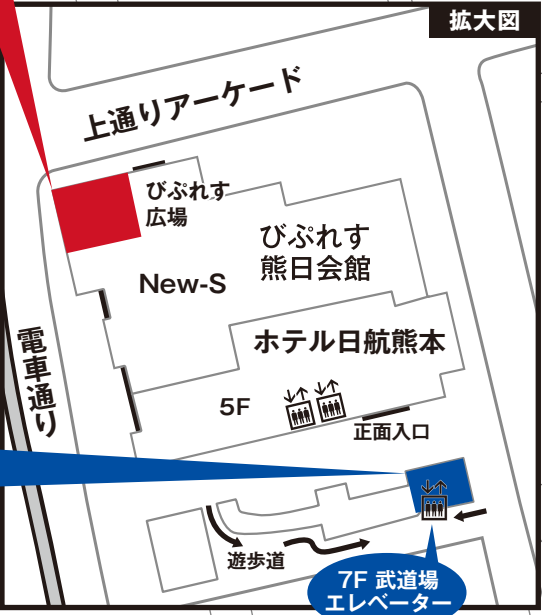 拡大図
上通りアーケード
びぷれす
広場
びぷれす
熊日会館
New-S
ホテル日航熊本
電車通り
5F
正面入口
遊歩道
7F 武道場
エレベーター